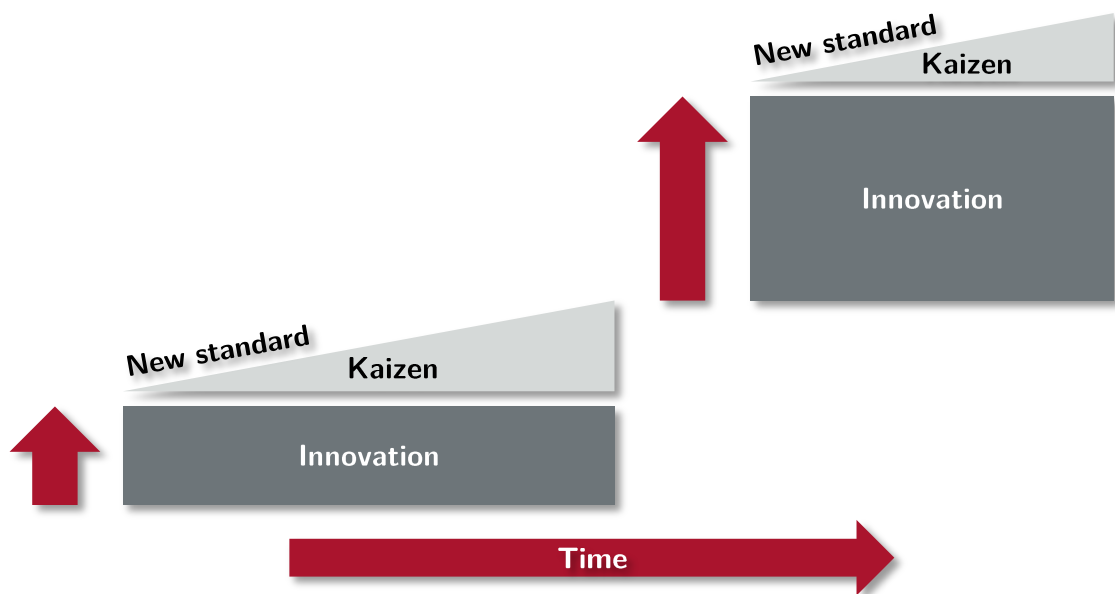 New standard
Kaizen
Innovation
New standard
Kaizen
Innovation
Time